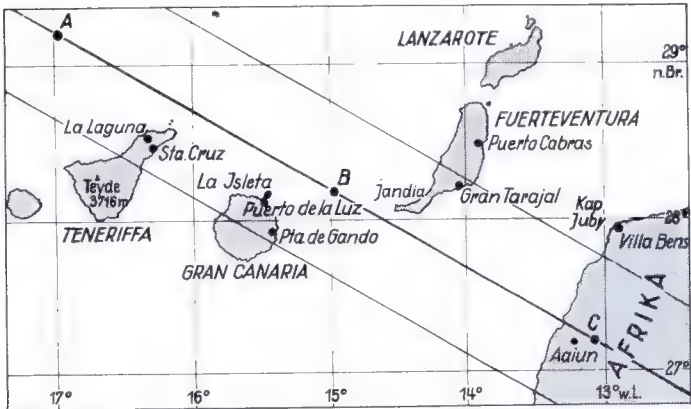 A
LANZAROTE
29°
n.Br.
FUERTEVENTURA
La Laguna
Puerto Cabras
Sta. Cruz
Teyde
3716m
La Jsleta
B
Jandia
Gran Tarajal
Kap
Juby
Puerto de la Luz
28°
TENERIFFA
Pta. de Gando
Villa Bens
GRAN CANARIA
AFRIKA
C
Aaiun
27°
17°
16°
15°
14°
13° w.L.